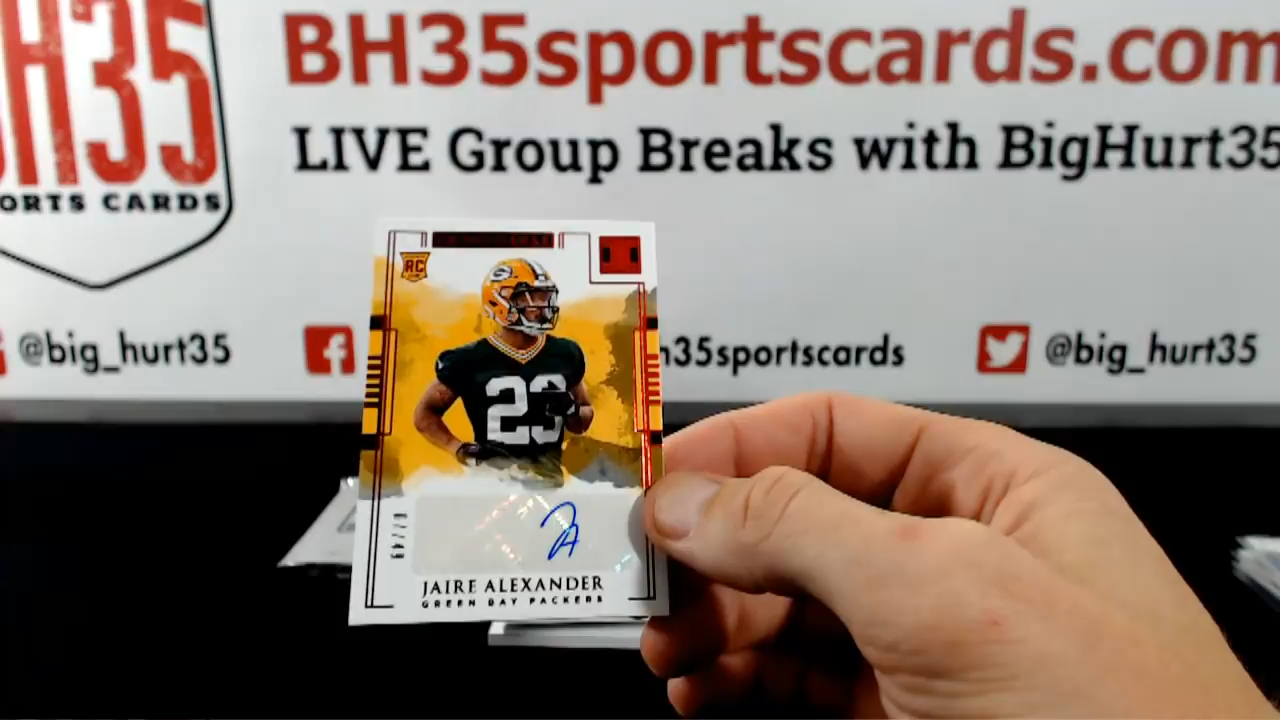 BH35sportscards.com
LIVE Group Breaks with BigHurt35
H35
ORTS CARDS
@big_hurt35
h35sportscards
@big_hurt35
RC
G
23
JAIRE ALEXANDER
GREEN BAY PACKERS